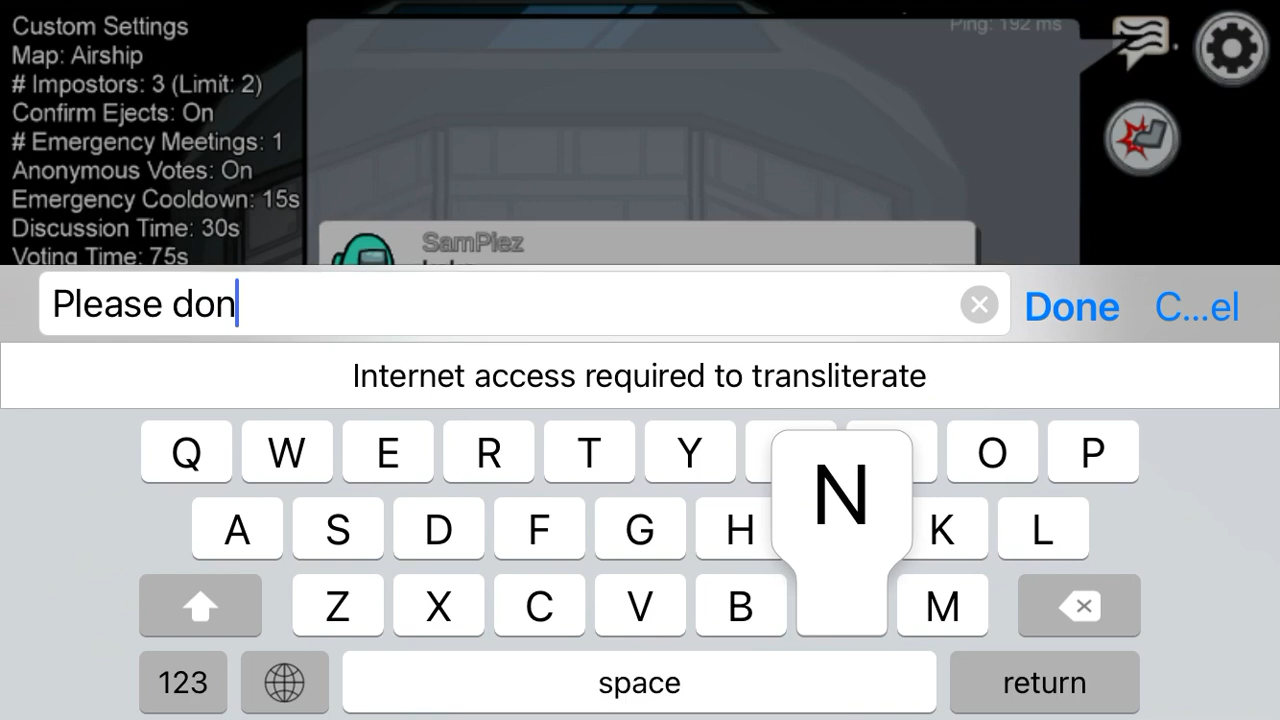 Custom Settings
Map: Airship
# Impostors: 3 (Limit: 2)
Confirm Ejects: On
# Emergency Meetings: 1
Anonymous Votes: On
Emergency Cooldown: 15s
Discussion Time: 30s
Voting Time: 75s
Ping: 192 ms
SamPlez
Please don
Done C...el
Internet access required to transliterate
Q W E R T Y O P
A S D F G H N K L
Z X C V B M
123 space return